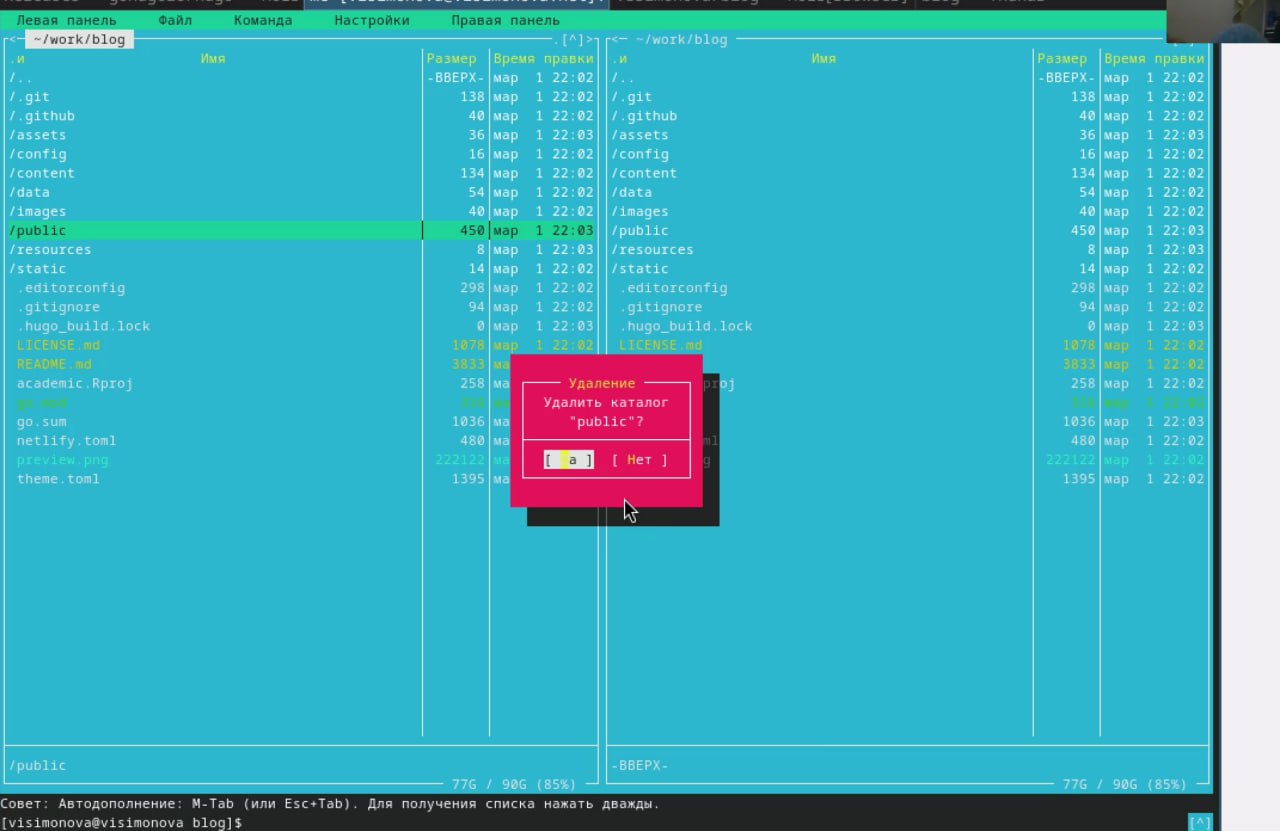 Левая панель Файл Команда Настройки Правая панель
<─ ~/work/blog .[^]>
.и Имя Размер Время правки
/.. -ВВЕРХ- мар 1 22:02
/.git 138 мар 1 22:02
/.github 40 мар 1 22:02
/assets 36 мар 1 22:03
/config 16 мар 1 22:02
/content 134 мар 1 22:02
/data 54 мар 1 22:02
/images 40 мар 1 22:02
/public 450 мар 1 22:03
/resources 8 мар 1 22:03
/static 14 мар 1 22:02
.editorconfig 298 мар 1 22:02
.gitignore 94 мар 1 22:02
.hugo_build.lock 0 мар 1 22:03
LICENSE.md 1078 мар 1 22:02
README.md 3833 ма
academic.Rproj 258 ма
go.sum 1036 ма
netlify.toml 480 ма
preview.png 222122 ма
theme.toml 1395 ма
/public
77G / 90G (85%)
<─ ~/work/blog
.и Имя Размер Время правки
/.. -ВВЕРХ- мар 1 22:02
/.git 138 мар 1 22:02
/.github 40 мар 1 22:02
/assets 36 мар 1 22:03
/config 16 мар 1 22:02
/content 134 мар 1 22:02
/data 54 мар 1 22:02
/images 40 мар 1 22:02
/public 450 мар 1 22:03
/resources 8 мар 1 22:03
/static 14 мар 1 22:02
.editorconfig 298 мар 1 22:02
.gitignore 94 мар 1 22:02
.hugo_build.lock 0 мар 1 22:03
LICENSE.md 1078 мар 1 22:02
3833 мар 1 22:02
proj 258 мар 1 22:02
1036 мар 1 22:03
ml 480 мар 1 22:02
g 222122 мар 1 22:02
1395 мар 1 22:02
-ВВЕРХ-
77G / 90G (85%)
Удаление
Удалить каталог
"public"?
[ а ] [ Нет ]
Совет: Автодополнение: M-Tab (или Esc+Tab). Для получения списка нажать дважды.
[visimonova@visimonova blog]$ [^]